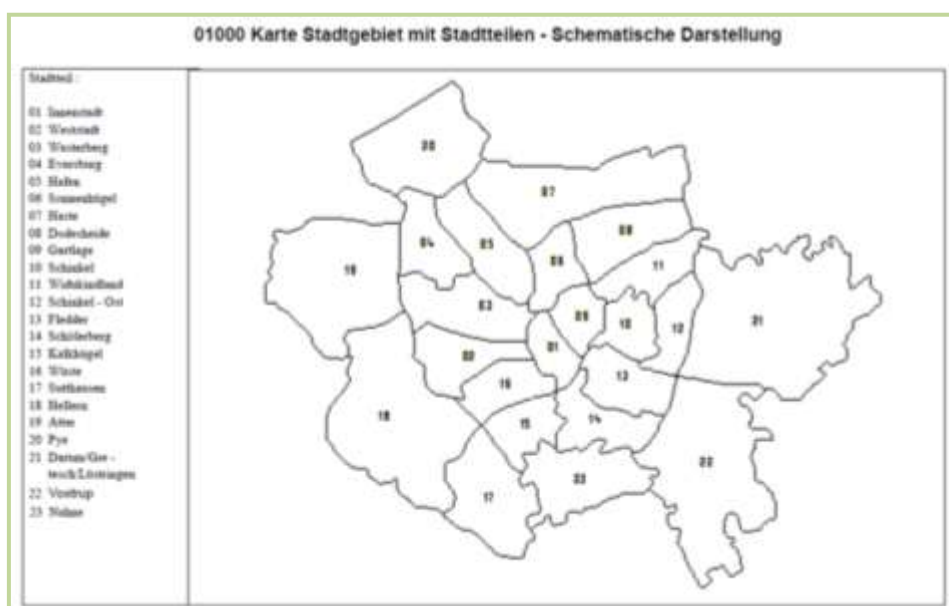 01000 Karte Stadtgebiet mit Stadtteilen - Schematische Darstellung
Stadtteil :
01 Innenstadt
02 Weststadt
03 Westerberg
04 Eversburg
05 Hafen
06 Sonnenhügel
07 Haste
08 Dodesheide
09 Gartlage
10 Schinkel
11 Widukindland
12 Schinkel - Ost
13 Fledder
14 Schölerberg
15 Kalkhügel
16 Wüste
17 Sutthausen
18 Hellern
19 Atter
20 Pye
21 Darum/Gre -
tesch/Lüstringen
22 Voxtrup
23 Nahne
20
07
08
04
05
06
11
19
03
09
10
12
21
01
02
13
16
18
15
14
23
22
17